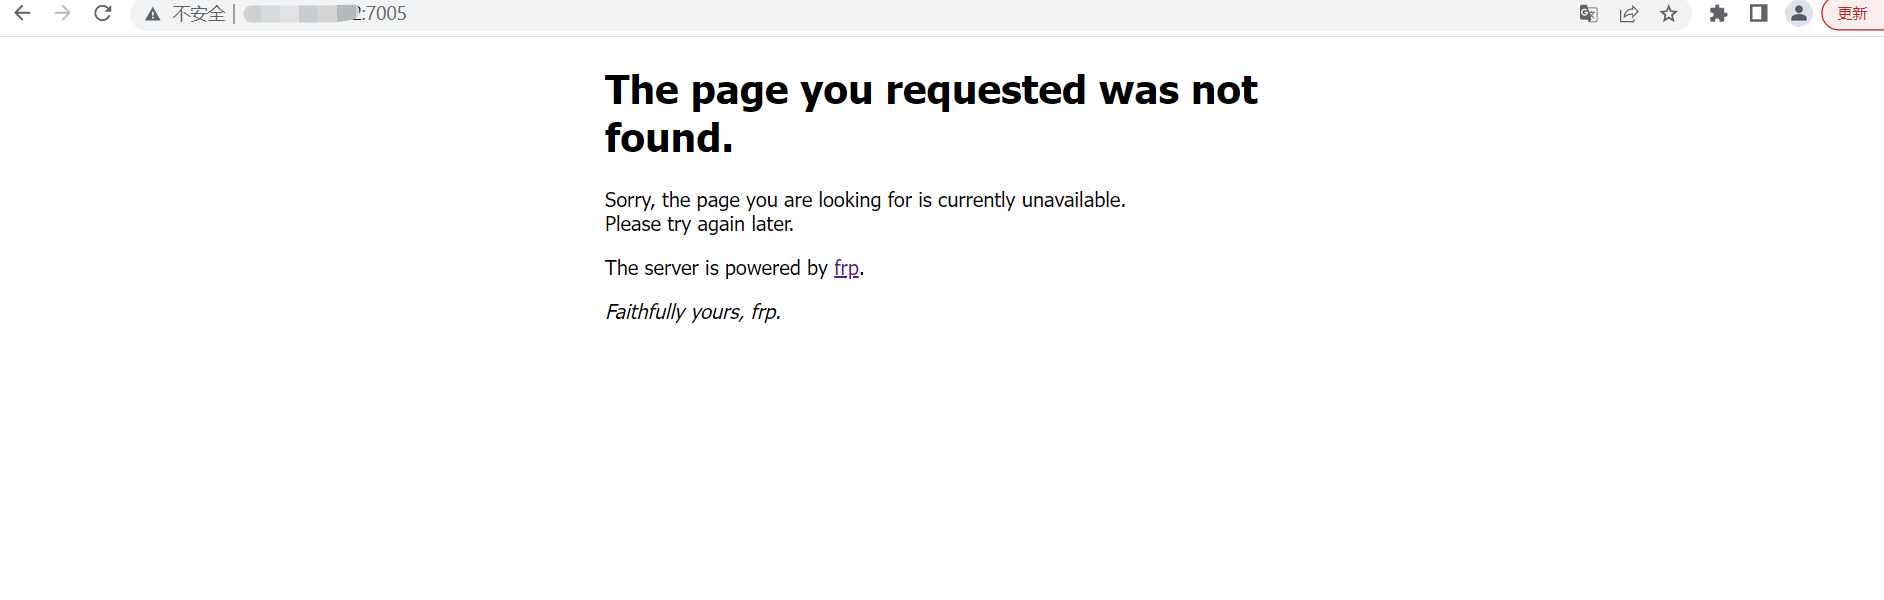 不安全 | 2:7005
更新
The page you requested was not
found.
Sorry, the page you are looking for is currently unavailable.
Please try again later.
The server is powered by frp.
Faithfully yours, frp.